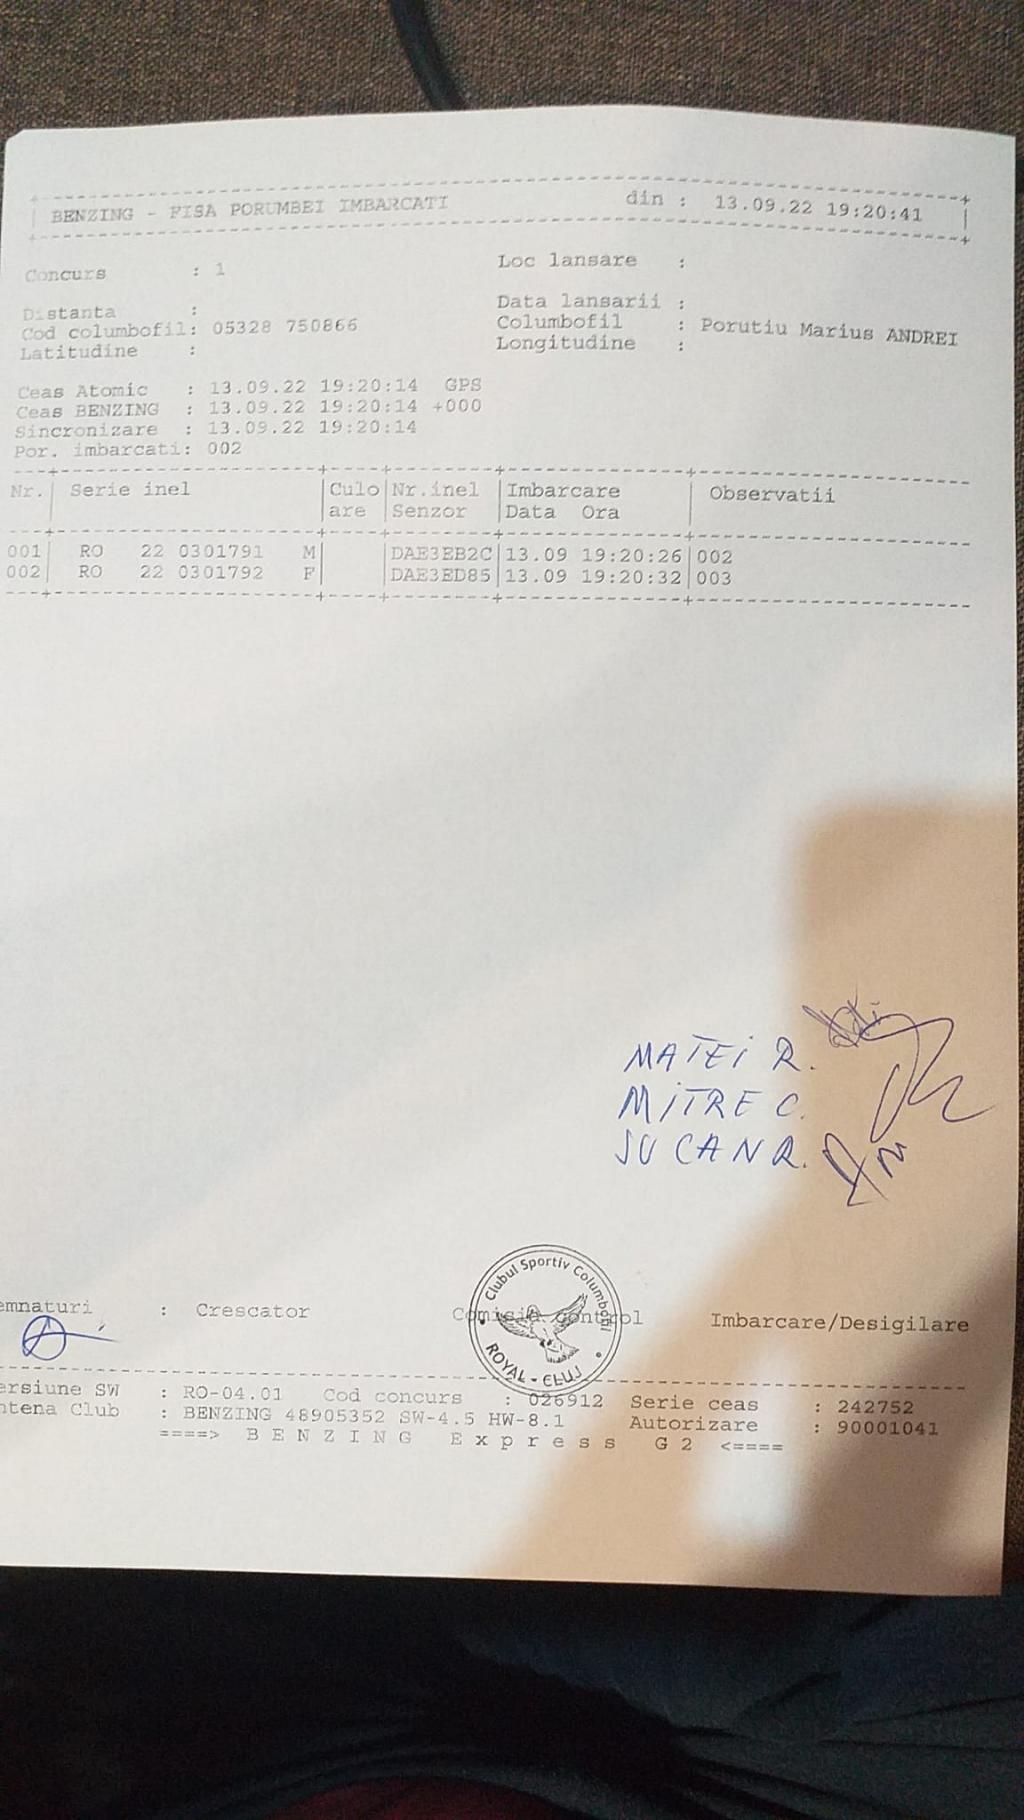 BENZING - FISA PORUMBEI IMBARCATI din : 13.09.22 19:20:41
Concurs : 1 Loc lansare :
Distanta : Data lansarii :
Cod columbofil: 05328 750866 Columbofil : Porutiu Marius ANDREI
Latitudine : Longitudine :
Ceas Atomic : 13.09.22 19:20:14 GPS
Ceas BENZING : 13.09.22 19:20:14 +000
Sincronizare : 13.09.22 19:20:14
Por. imbarcati: 002
Nr. Serie inel Culo Nr.inel Imbarcare Observatii
are Senzor Data Ora
001 RO 22 0301791 M DAE3EB2C 13.09 19:20:26 002
002 RO 22 0301792 F DAE3ED85 13.09 19:20:32 003
MATEI R.
MITRE C.
SUCAN R.
Clubul Sportiv Columbofil
ROYAL - CLUJ
emnaturi : Crescator Comisia control Imbarcare/Desigilare
ersiune SW : RO-04.01 Cod concurs : 026912 Serie ceas : 242752
ntena Club : BENZING 48905352 SW-4.5 HW-8.1 Autorizare : 90001041
====> B E N Z I N G E x p r e s s G 2 <====